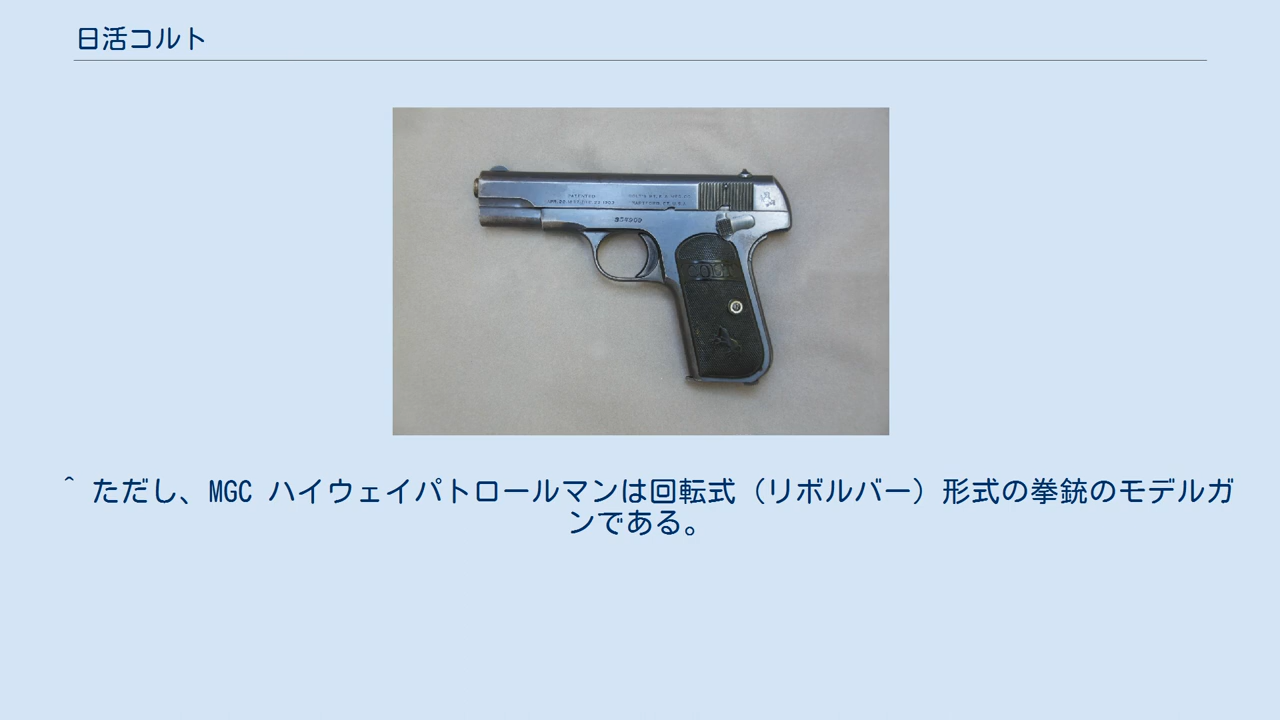 日活コルト
PATENTED
^ ただし、MGC ハイウェイパトロールマンは回転式（リボルバー）形式の拳銃のモデルガ
ンである。